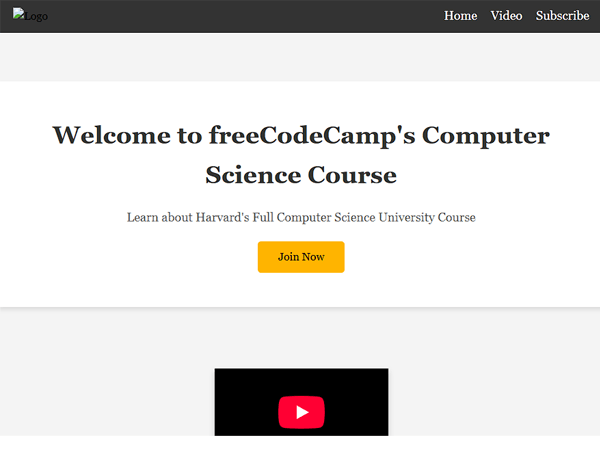 Logo
Home Video Subscribe
Welcome to freeCodeCamp's Computer
Science Course
Learn about Harvard's Full Computer Science University Course
Join Now